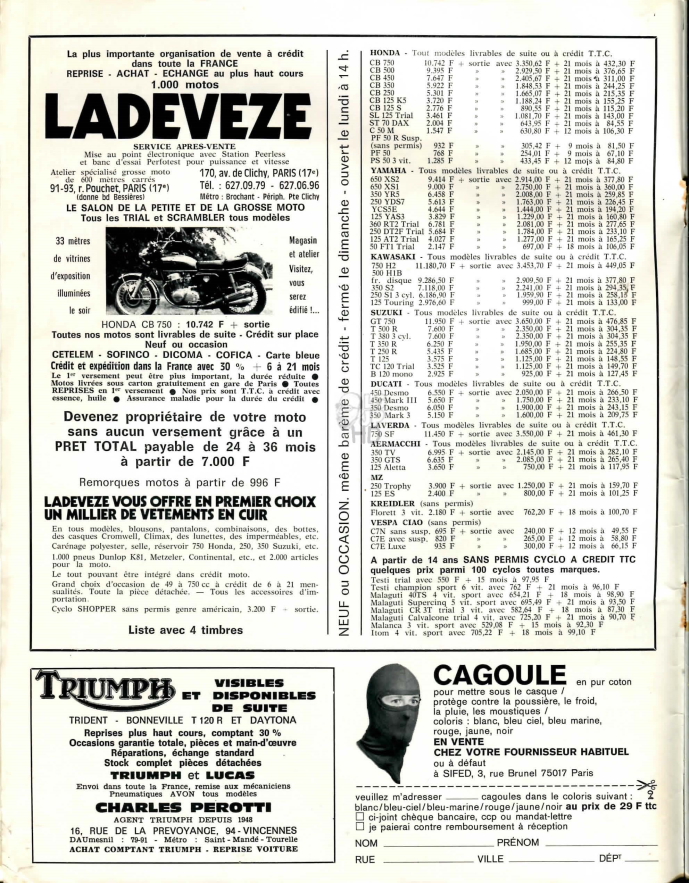 La plus importante organisation de vente à crédit
dans toute la FRANCE
REPRISE - ACHAT - ECHANGE au plus haut cours
1.000 motos
LADEVEZE
SERVICE APRES-VENTE
Mise au point électronique avec Station Peerless
et banc d'essai Perfotest pour puissance et vitesse
Atelier spécialisé grosse moto
de 600 mètres carrés
91-93, r. Pouchet, PARIS (17e)
(donne bd Bessières)
170, av. de Clichy, PARIS (17e)
Tél. : 627.09.79 - 627.06.96
Métro : Brochant - Périph. Pte Clichy
LE SALON DE LA PETITE ET DE LA GROSSE MOTO
Tous les TRIAL et SCRAMBLER tous modèles
33 mètres
de vitrines
d'exposition
illuminées
le soir
Magasin
et atelier
Visitez,
vous
serez
édifié !...
HONDA CB 750 : 10.742 F + sortie
Toutes nos motos sont livrables de suite - Crédit sur place
Neuf ou occasion
CETELEM - SOFINCO - DICOMA - COFICA - Carte bleue
Crédit et expédition dans la France avec 30 % + 6 à 21 mois
Le 1er versement peut être plus important, la durée réduite ●
Motos livrées sous carton gratuitement en gare de Paris ● Toutes
REPRISES en 1er versement ● Nos prix sont T.T.C. à crédit avec
essence, huile ● Assurance maladie pour la durée du crédit ●
Devenez propriétaire de votre moto
sans aucun versement grâce à un
PRET TOTAL payable de 24 à 36 mois
à partir de 7.000 F
Remorques motos à partir de 996 F
LADEVEZE VOUS OFFRE EN PREMIER CHOIX
UN MILLIER DE VETEMENTS EN CUIR
En tous modèles, blousons, pantalons, combinaisons, des bottes,
des casques Cromwell, Climax, des lunettes, des imperméables, etc.
Carénage polyester, selle, réservoir 750 Honda, 250, 350 Suzuki, etc.
1.000 pneus Dunlop K81, Metzeler, Continental, etc., et 2.000 articles
pour la moto.
Le tout pouvant être intégré dans crédit moto.
Grand choix d'occasion de 49 à 750 cc à crédit de 6 à 21 men-
sualités. Toute la pièce détachée. — Tous les accessoires d'im-
portation.
Cyclo SHOPPER sans permis genre américain, 3.200 F + sortie.
Liste avec 4 timbres
NEUF ou OCCASION. même barème de crédit - fermé le dimanche - ouvert le lundi à 14 h.
HONDA - Tout modèles livrables de suite ou à crédit T.T.C.
CB 750 10.742 F + sortie avec 3.350,62 F + 21 mois à 432,30 F
CB 500 9.395 F » » 2.929,50 F + 21 mois à 376,65 F
CB 450 7.647 F » » 2.405,67 F + 21 mois à 311,00 F
CB 350 5.922 F » » 1.848,53 F + 21 mois à 244,25 F
CB 250 5.301 F » » 1.665,07 F + 21 mois à 215,35 F
CB 125 K5 3.720 F » » 1.188,24 F + 21 mois à 155,25 F
CB 125 S 2.776 F » » 890,55 F + 21 mois à 115,20 F
SL 125 Trial 3.461 F » » 1.081,70 F + 21 mois à 143,00 F
ST 70 DAX 2.004 F » » 643,95 F + 21 mois à 84,55 F
C 50 M 1.547 F » » 630,80 F + 12 mois à 106,30 F
PF 50 R Susp.
(sans permis) 932 F » » 305,42 F + 9 mois à 81,50 F
PF 50 768 F » » 254,01 F + 9 mois à 67,10 F
PS 50 3 vit. 1.285 F » » 433,45 F + 12 mois à 84,80 F
YAMAHA - Tous modèles livrables de suite ou à crédit T.T.C.
650 XS2 9.414 F + sortie avec 2.914,00 F + 21 mois à 377,80 F
650 XS1 9.000 F » » 2.750,00 F + 21 mois à 360,00 F
350 YR5 6.458 F » » 2.008,00 F + 21 mois à 259,85 F
250 YDS7 5.613 F » » 1.763,00 F + 21 mois à 226,45 F
YCS5E 4.644 F » » 1.444,00 F + 21 mois à 194,20 F
125 YAS3 3.829 F » » 1.229,00 F + 21 mois à 160,80 F
360 RT2 Trial 6.781 F » » 2.081,00 F + 21 mois à 277,65 F
250 DT2F Trial 5.684 F » » 1.784,00 F + 21 mois à 233,10 F
125 AT2 Trial 4.027 F » » 1.277,00 F + 21 mois à 165,25 F
50 FT1 Trial 2.147 F » » 697,00 F + 18 mois à 106,05 F
KAWASAKI - Tous modèles livrables de suite ou à crédit T.T.C.
750 H2 11.180,70 F + sortie avec 3.453,70 F + 21 mois à 449,05 F
500 H1B
fr. disque 9.286,50 F » » 2.909,50 F + 21 mois à 377,80 F
350 S2 7.118,00 F » » 2.241,00 F + 21 mois à 294,35 F
250 S1 3 cyl. 6.186,90 F » » 1.959,90 F + 21 mois à 258,15 F
125 Touring 2.976,60 F » » 999,00 F + 21 mois à 133,00 F
SUZUKI - Tous modèles livrables de suite ou à crédit T.T.C.
GT 750 11.950 F + sortie avec 3.650,00 F + 21 mois à 476,85 F
T 500 R 7.600 F » » 2.350,00 F + 21 mois à 304,35 F
T 380 3 cyl. 7.600 F » » 2.350,00 F + 21 mois à 304,35 F
T 350 R 6.250 F » » 1.950,00 F + 21 mois à 255,35 F
T 250 R 5.435 F » » 1.685,00 F + 21 mois à 224,80 F
T 125 3.575 F » » 1.125,00 F + 21 mois à 148,55 F
TC 120 Trial 3.525 F » » 1.125,00 F + 21 mois à 149,70 F
B 120 mono 2.925 F » » 925,00 F + 21 mois à 127,45 F
DUCATI - Tous modèles livrables de suite ou à crédit T.T.C.
450 Desmo 6.550 F + sortie avec 2.050,00 F + 21 mois à 266,50 F
450 Mark III 5.650 F » » 1.750,00 F + 21 mois à 233,10 F
350 Desmo 6.050 F » » 1.900,00 F + 21 mois à 243,15 F
350 Mark 3 5.150 F » » 1.600,00 F + 21 mois à 209,75 F
LAVERDA - Tous modèles livrables de suite ou à crédit T.T.C.
750 SF 11.450 F + sortie avec 3.550,00 F + 21 mois à 461,30 F
AERMACCHI - Tous modèles livrables de suite ou à crédit T.T.C.
350 TV 6.995 F + sortie avec 2.145,00 F + 21 mois à 282,10 F
350 GTS 6.635 F » » 2.085,00 F + 21 mois à 265,40 F
125 Aletta 3.650 F » » 750,00 F + 21 mois à 117,95 F
MZ
250 Trophy 3.900 F + sortie avec 1.250,00 F + 21 mois à 159,70 F
125 ES 2.400 F » » 800,00 F + 21 mois à 101,25 F
KREIDLER (sans permis)
Florett 3 vit. 2.180 F + sortie avec 762,20 F + 18 mois à 100,70 F
VESPA CIAO (sans permis)
C7N sans susp. 695 F + sortie avec 240,00 F + 12 mois à 49,55 F
C7E avec susp. 820 F » » 265,00 F + 12 mois à 58,80 F
C7E Luxe 935 F » » 300,00 F + 12 mois à 66,15 F
A partir de 14 ans SANS PERMIS CYCLO A CREDIT TTC
quelques prix parmi 100 cyclos toutes marques.
Testi trial avec 550 F + 15 mois à 97,95 F
Testi champion sport 6 vit. avec 762 F + 21 mois à 96,10 F
Malaguti 40TS 4 vit. sport avec 654,21 F + 18 mois à 98,90 F
Malaguti Supercinq 5 vit. sport avec 695,49 F + 21 mois à 93,50 F
Malaguti CR 3T trial 3 vit. avec 582,64 F + 18 mois à 87,30 F
Malaguti Calvalcone trial 4 vit. avec 725,20 F + 21 mois à 90,70 F
Malanca 3 vit. sport avec 529,08 F + 15 mois à 92,30 F
Itom 4 vit. sport avec 705,22 F + 18 mois à 99,10 F
TRIUMPH VISIBLES
ET DISPONIBLES
DE SUITE
TRIDENT - BONNEVILLE T 120 R ET DAYTONA
Reprises plus haut cours, comptant 30 %
Occasions garantie totale, pièces et main-d'œuvre
Réparations, échange standard
Stock complet pièces détachées
TRIUMPH et LUCAS
Envoi dans toute la France, remise aux mécaniciens
Pneumatiques AVON tous modèles
CHARLES PEROTTI
AGENT TRIUMPH DEPUIS 1948
16, RUE DE LA PREVOYANCE, 94 - VINCENNES
DAUmesnil : 79-91 - Métro : Saint-Mandé-Tourelle
ACHAT COMPTANT TRIUMPH - REPRISE VOITURE
CAGOULE en pur coton
pour mettre sous le casque /
protège contre la poussière, le froid,
la pluie, les moustiques /
coloris : blanc, bleu ciel, bleu marine,
rouge, jaune, noir
EN VENTE
CHEZ VOTRE FOURNISSEUR HABITUEL
ou à défaut
à SIFED, 3, rue Brunel 75017 Paris
veuillez m'adresser ______ cagoules dans le coloris suivant :
blanc/bleu-ciel/bleu-marine/rouge/jaune/noir au prix de 29 F ttc
□ ci-joint chèque bancaire, ccp ou mandat-lettre
□ je paierai contre remboursement à réception
NOM ______ PRÉNOM ______
RUE ______ VILLE ______ DÉPT ______